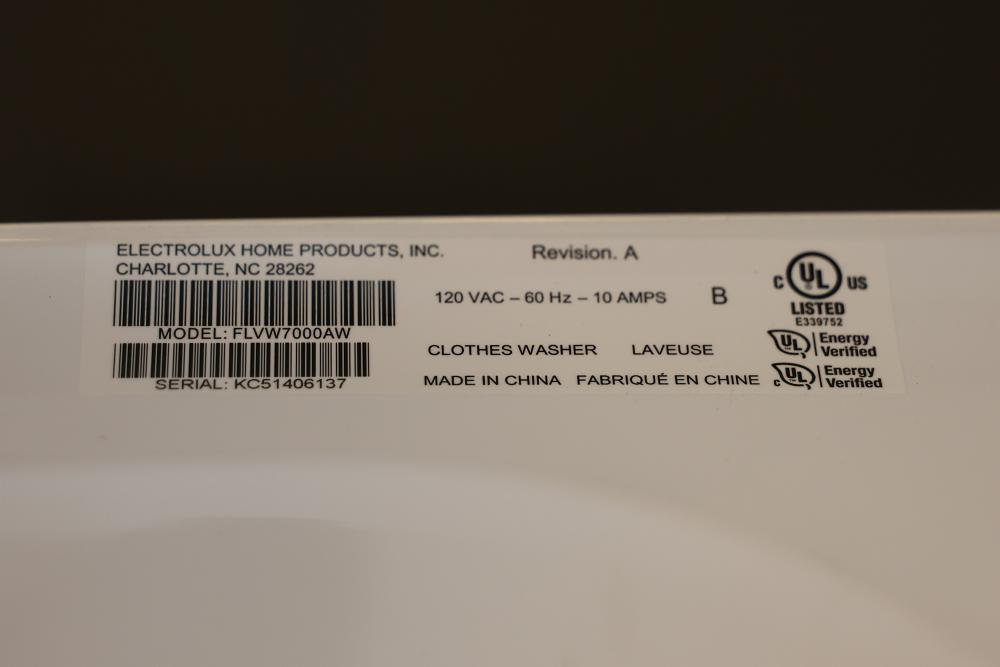 ELECTROLUX HOME PRODUCTS, INC.
CHARLOTTE, NC 28262
MODEL: FLVW7000AW
SERIAL: KC51406137
Revision. A
120 VAC – 60 Hz – 10 AMPS B
CLOTHES WASHER LAVEUSE
MADE IN CHINA FABRIQUÉ EN CHINE
C UL US
LISTED
E339752
UL Energy
Verified
c UL Energy
Verified